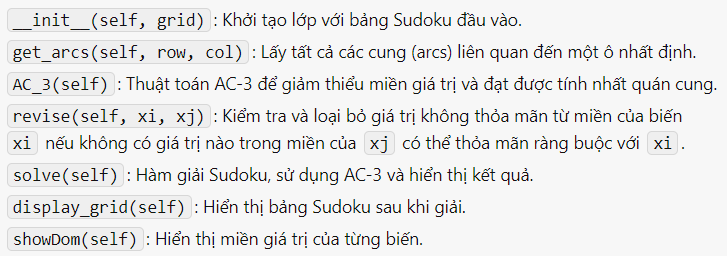 __init__(self, grid) : Khởi tạo lớp với bảng Sudoku đầu vào.
get_arcs(self, row, col) : Lấy tất cả các cung (arcs) liên quan đến một ô nhất định.
AC_3(self) : Thuật toán AC-3 để giảm thiểu miền giá trị và đạt được tính nhất quán cung.
revise(self, xi, xj) : Kiểm tra và loại bỏ giá trị không thỏa mãn từ miền của biến
xi nếu không có giá trị nào trong miền của xj có thể thỏa mãn ràng buộc với xi .
solve(self) : Hàm giải Sudoku, sử dụng AC-3 và hiển thị kết quả.
display_grid(self) : Hiển thị bảng Sudoku sau khi giải.
showDom(self) : Hiển thị miền giá trị của từng biến.